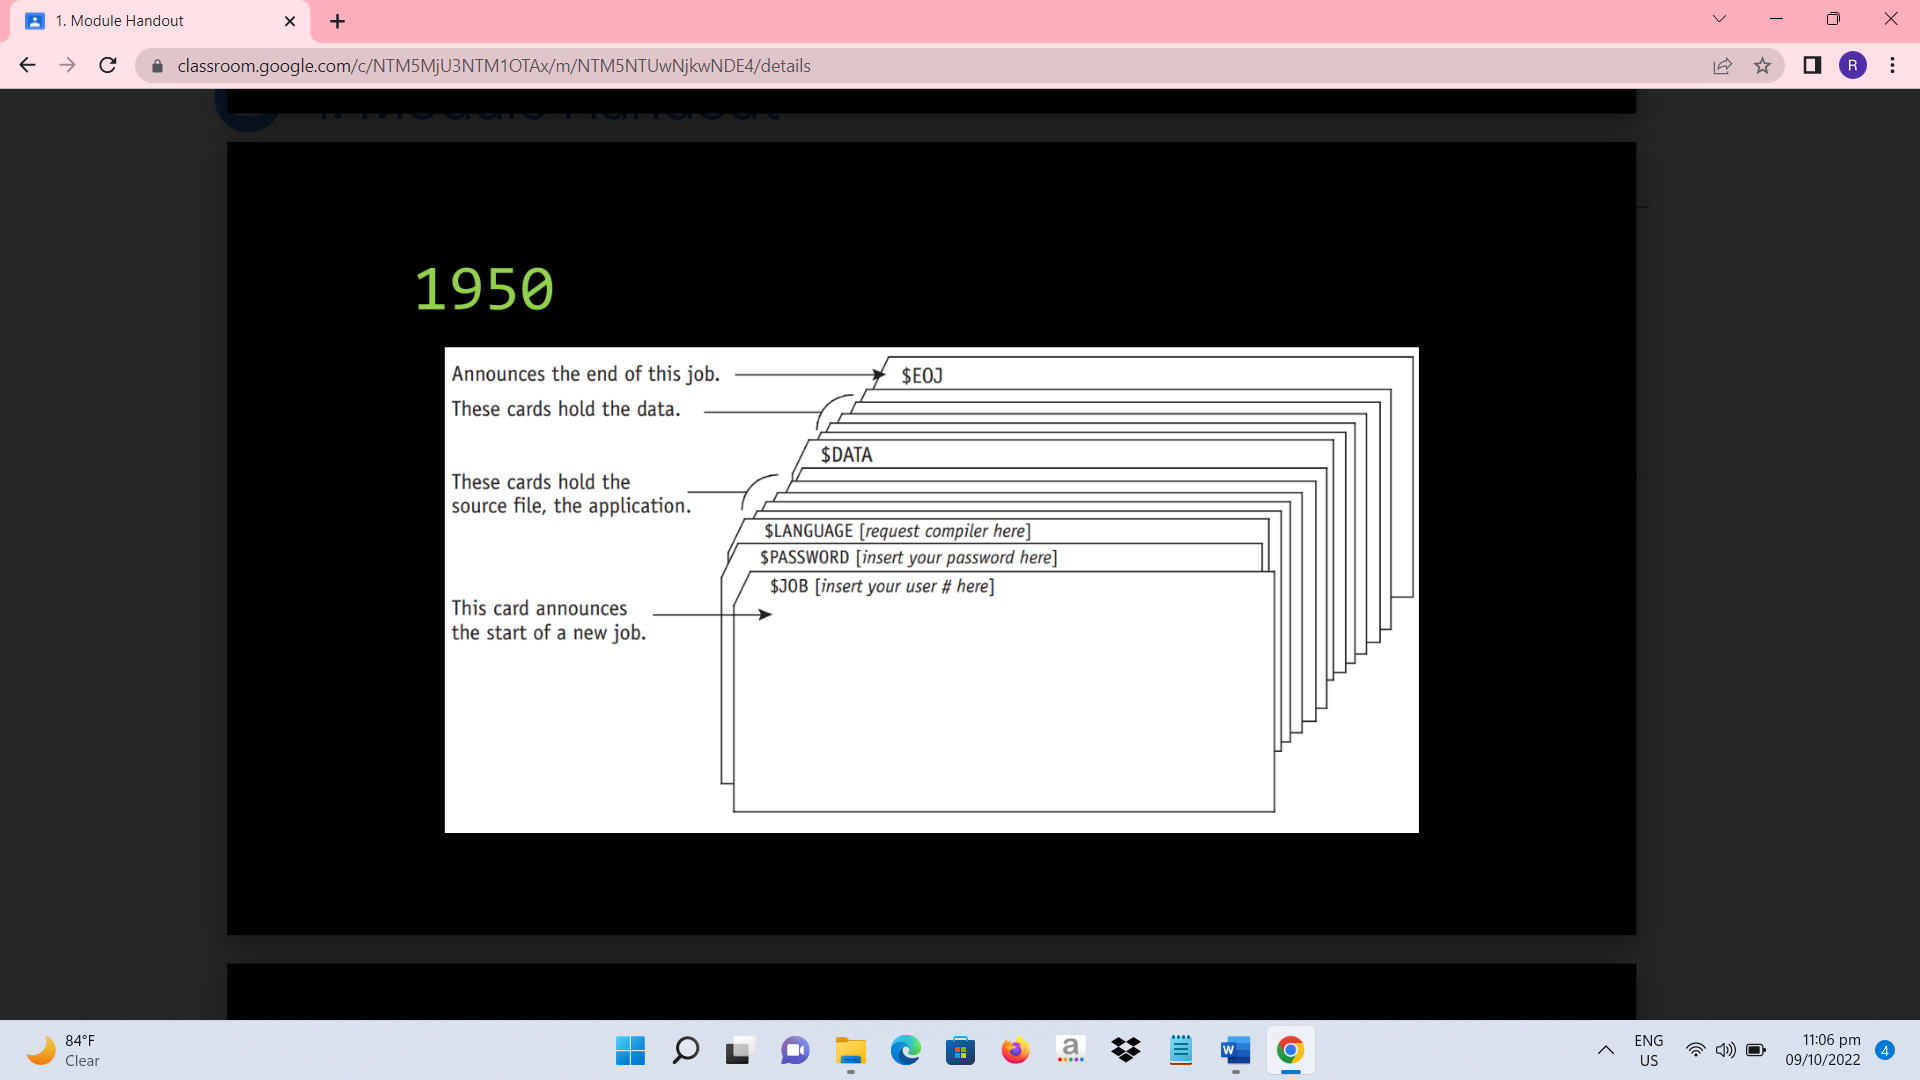 1. Module Handout
classroom.google.com/c/NTM5MjU3NTM1OTAx/m/NTM5NTUwNjkwNDE4/details
R
1. Module Handout
1950
Announces the end of this job.
$EOJ
These cards hold the data.
$DATA
These cards hold the
source file, the application.
$LANGUAGE [request compiler here]
$PASSWORD [insert your password here]
$JOB [insert your user # here]
This card announces
the start of a new job.
84°F
Clear
a
W
ENG
US
11:06 pm
09/10/2022
4